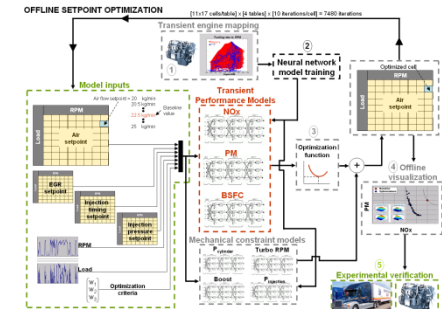 OFFLINE SETPOINT OPTIMIZATION
[11x17 cells/table] x [4 tables] x [10 iterations/cell] = 7480 iterations
Transient engine mapping
1
2
Neural network
model training
Model inputs
RPM
Load
Air
setpoint
Air flow setpoint = 20 kg/min
Baseline
value
EGR
setpoint
Injection
timing setpoint
Injection
pressure setpoint
RPM
Load
Optimization
criteria
Transient
Performance Models
NOx
PM
BSFC
3
Optimization
function
+
Optimized cell
RPM
Load
Air
setpoint
4
Offline
visualization
PM
NOx
Mechanical constraint models
Pcylinder
Turbo RPM
Boost
Pinjection
5
Experimental verification